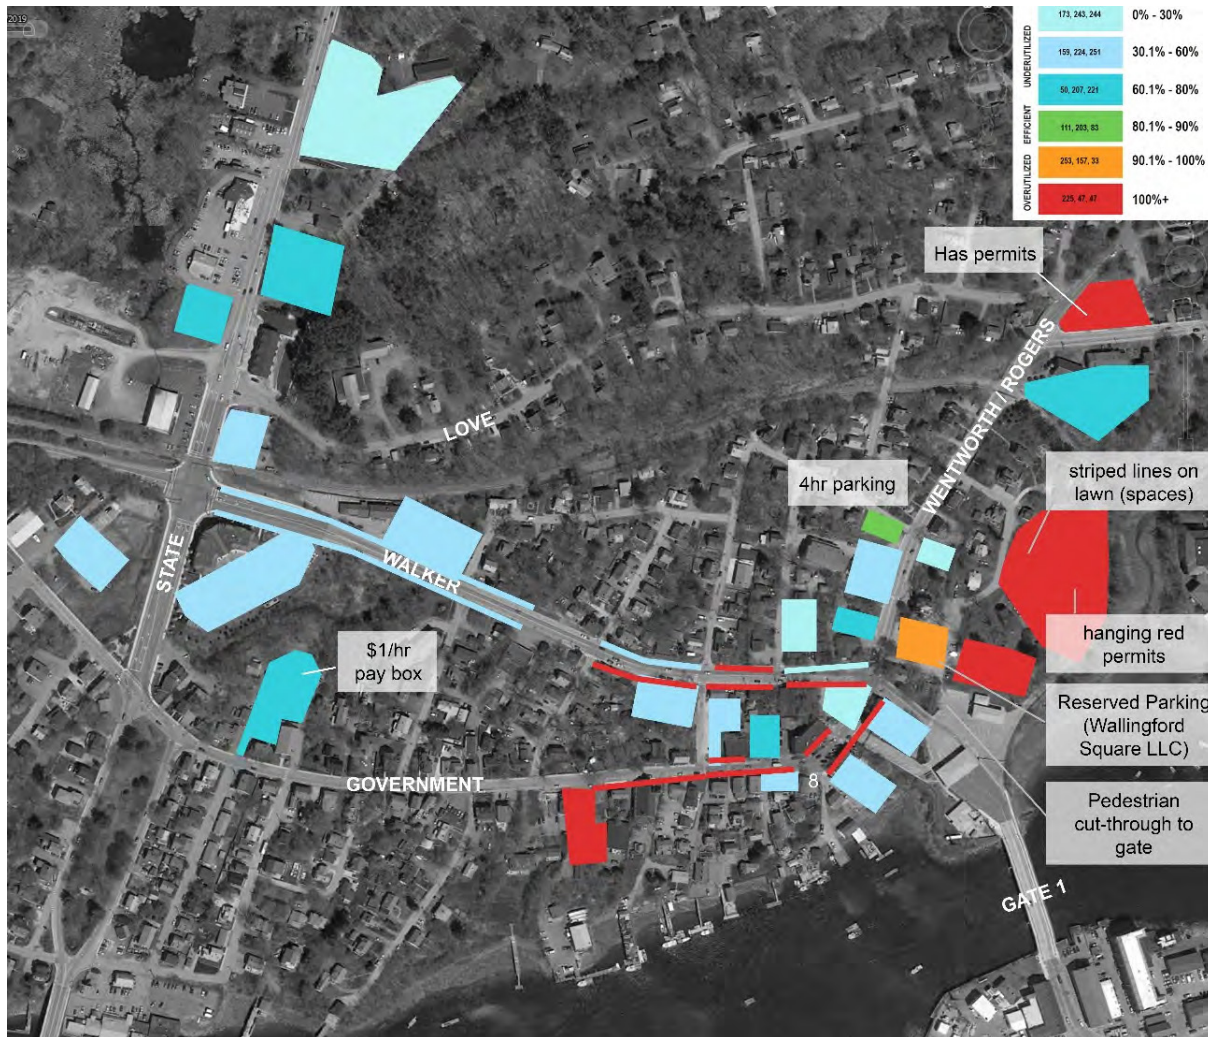 2019
173, 243, 244
0% - 30%
159, 224, 251
30.1% - 60%
50, 207, 221
60.1% - 80%
111, 203, 83
80.1% - 90%
253, 157, 33
90.1% - 100%
225, 47, 47
100%+
UNDERUTILIZED
EFFICIENT
OVERUTILIZED
Has permits
WENTWORTH / ROGERS
LOVE
striped lines on
lawn (spaces)
4hr parking
STATE
WALKER
hanging red
permits
$1/hr
pay box
Reserved Parking
(Wallingford
Square LLC)
GOVERNMENT
8
Pedestrian
cut-through to
gate
GATE 1